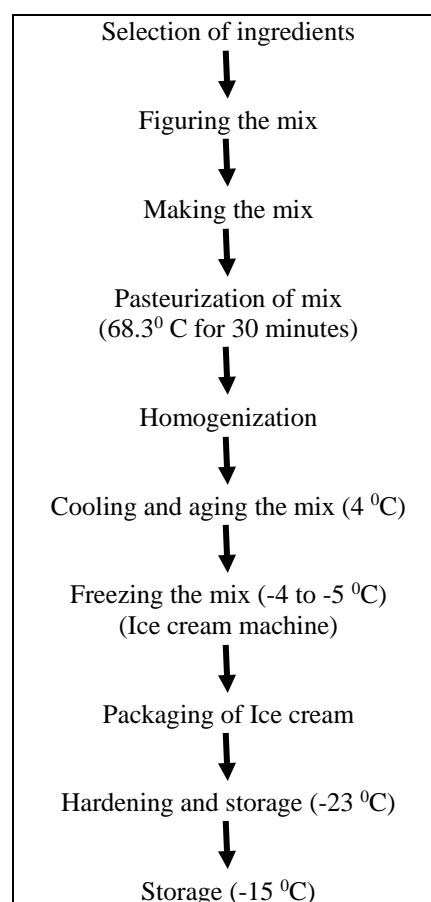 Selection of ingredients
Figuring the mix
Making the mix
Pasteurization of mix
(68.3⁰ C for 30 minutes)
Homogenization
Cooling and aging the mix (4 ⁰C)
Freezing the mix (-4 to -5 ⁰C)
(Ice cream machine)
Packaging of Ice cream
Hardening and storage (-23 ⁰C)
Storage (-15 ⁰C)